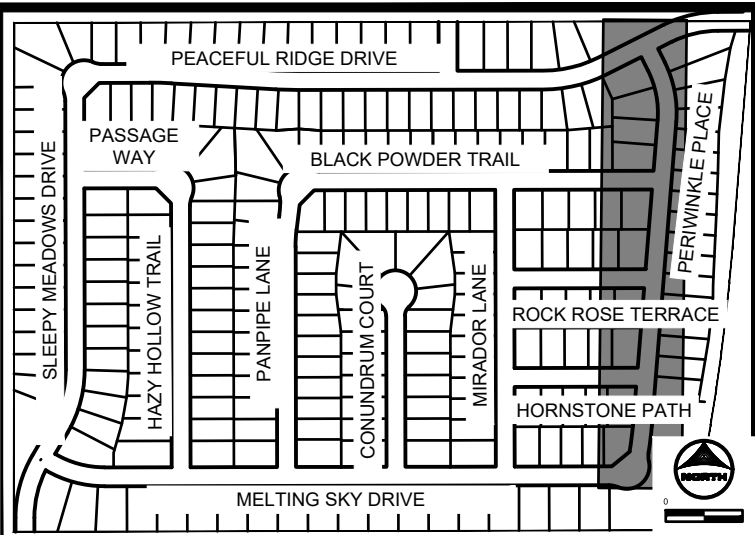 PEACEFUL RIDGE DRIVE
PASSAGE
WAY
BLACK POWDER TRAIL
PERIWINKLE PLACE
SLEEPY MEADOWS DRIVE
HAZY HOLLOW TRAIL
PANPIPE LANE
CONUNDRUM COURT
MIRADOR LANE
ROCK ROSE TERRACE
HORNSTONE PATH
NORTH
MELTING SKY DRIVE
0